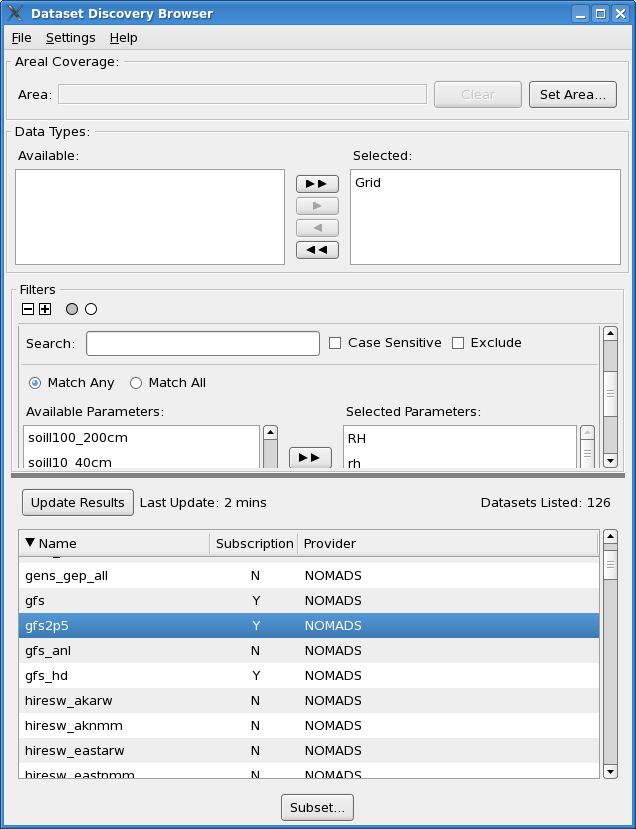 Dataset Discovery Browser
File Settings Help
Areal Coverage:
Area: Clear Set Area...
Data Types:
Available: Selected:
Grid
Filters
Search: Case Sensitive Exclude
Match Any Match All
Available Parameters: Selected Parameters:
soill100_200cm RH
soill10_40cm rh
Update Results Last Update: 2 mins Datasets Listed: 126
Name Subscription Provider
gens_gep_all N NOMADS
gfs Y NOMADS
gfs2p5 Y NOMADS
gfs_anl N NOMADS
gfs_hd Y NOMADS
hiresw_akarw N NOMADS
hiresw_aknmm N NOMADS
hiresw_eastarw N NOMADS
hiresw_eastnmm N NOMADS
Subset...